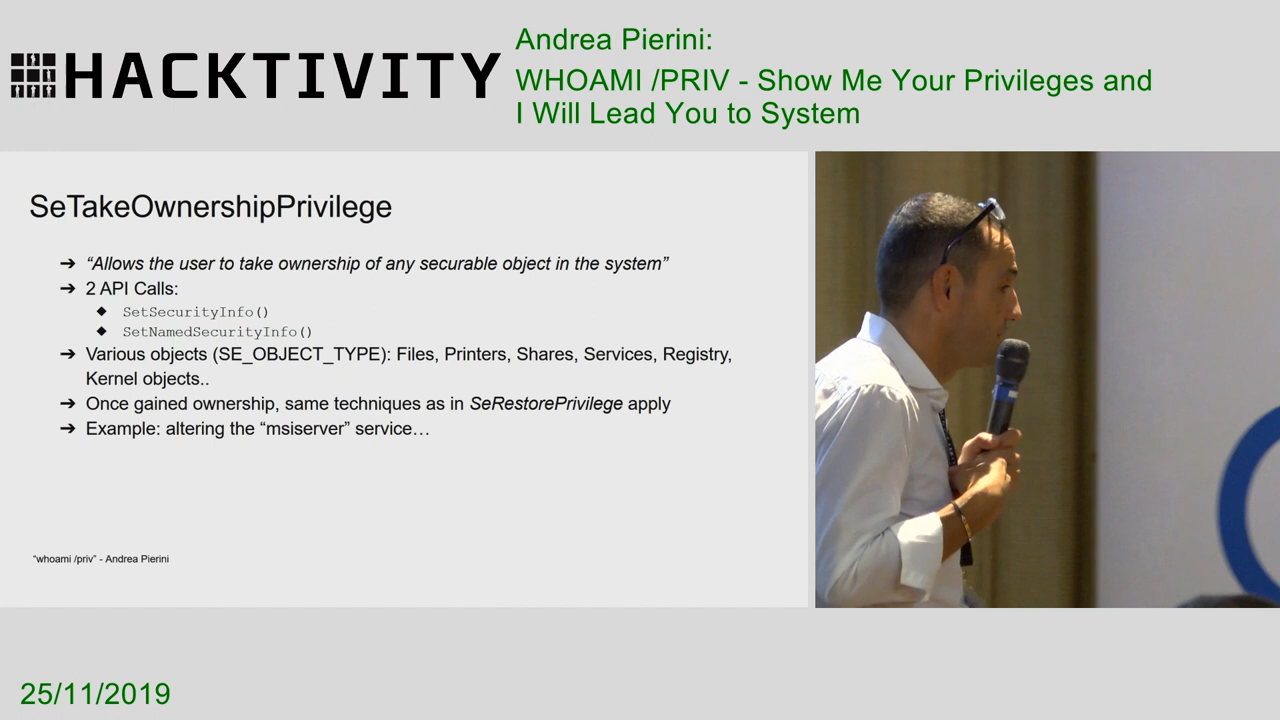 HACKTIVITY
Andrea Pierini:
WHOAMI /PRIV - Show Me Your Privileges and
I Will Lead You to System
SeTakeOwnershipPrivilege
➔ “Allows the user to take ownership of any securable object in the system”
➔ 2 API Calls:
◆ SetSecurityInfo()
◆ SetNamedSecurityInfo()
➔ Various objects (SE_OBJECT_TYPE): Files, Printers, Shares, Services, Registry,
Kernel objects..
➔ Once gained ownership, same techniques as in SeRestorePrivilege apply
➔ Example: altering the “msiserver” service…
“whoami /priv” - Andrea Pierini
25/11/2019